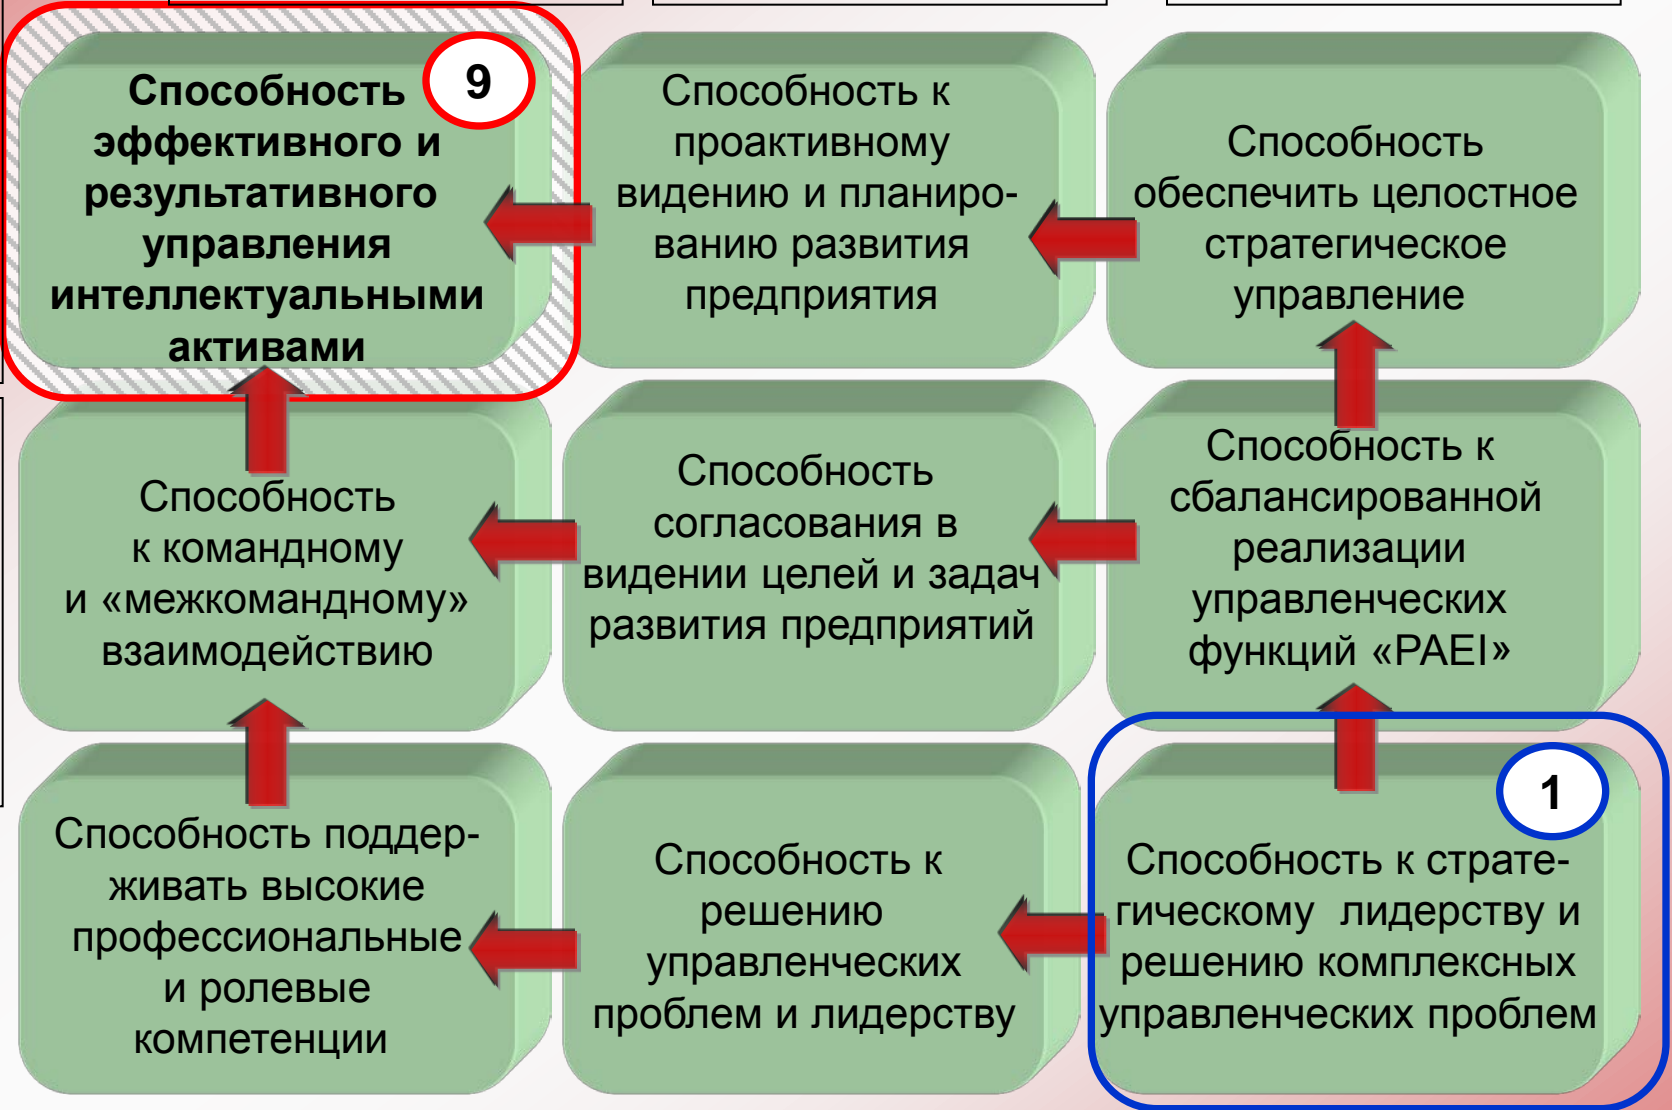 Способность
эффективного и
результативного
управления
интеллектуальными
активами
9
Способность к
проактивному
видению и планиро-
ванию развития
предприятия
Способность
обеспечить целостное
стратегическое
управление
Способность
к командному
и «межкомандному»
взаимодействию
Способность
согласования в
видении целей и задач
развития предприятий
Способность к
сбалансированной
реализации
управленческих
функций «PAEI»
Способность поддер-
живать высокие
профессиональные
и ролевые
компетенции
Способность к
решению
управленческих
проблем и лидерству
1
Способность к страте-
гическому лидерству и
решению комплексных
управленческих проблем